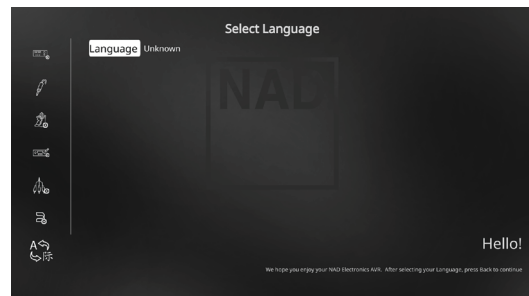 Select Language
Language Unknown
NAD
A
Hello!
We hope you enjoy your NAD Electronics AVR. After selecting your Language, press Back to continue